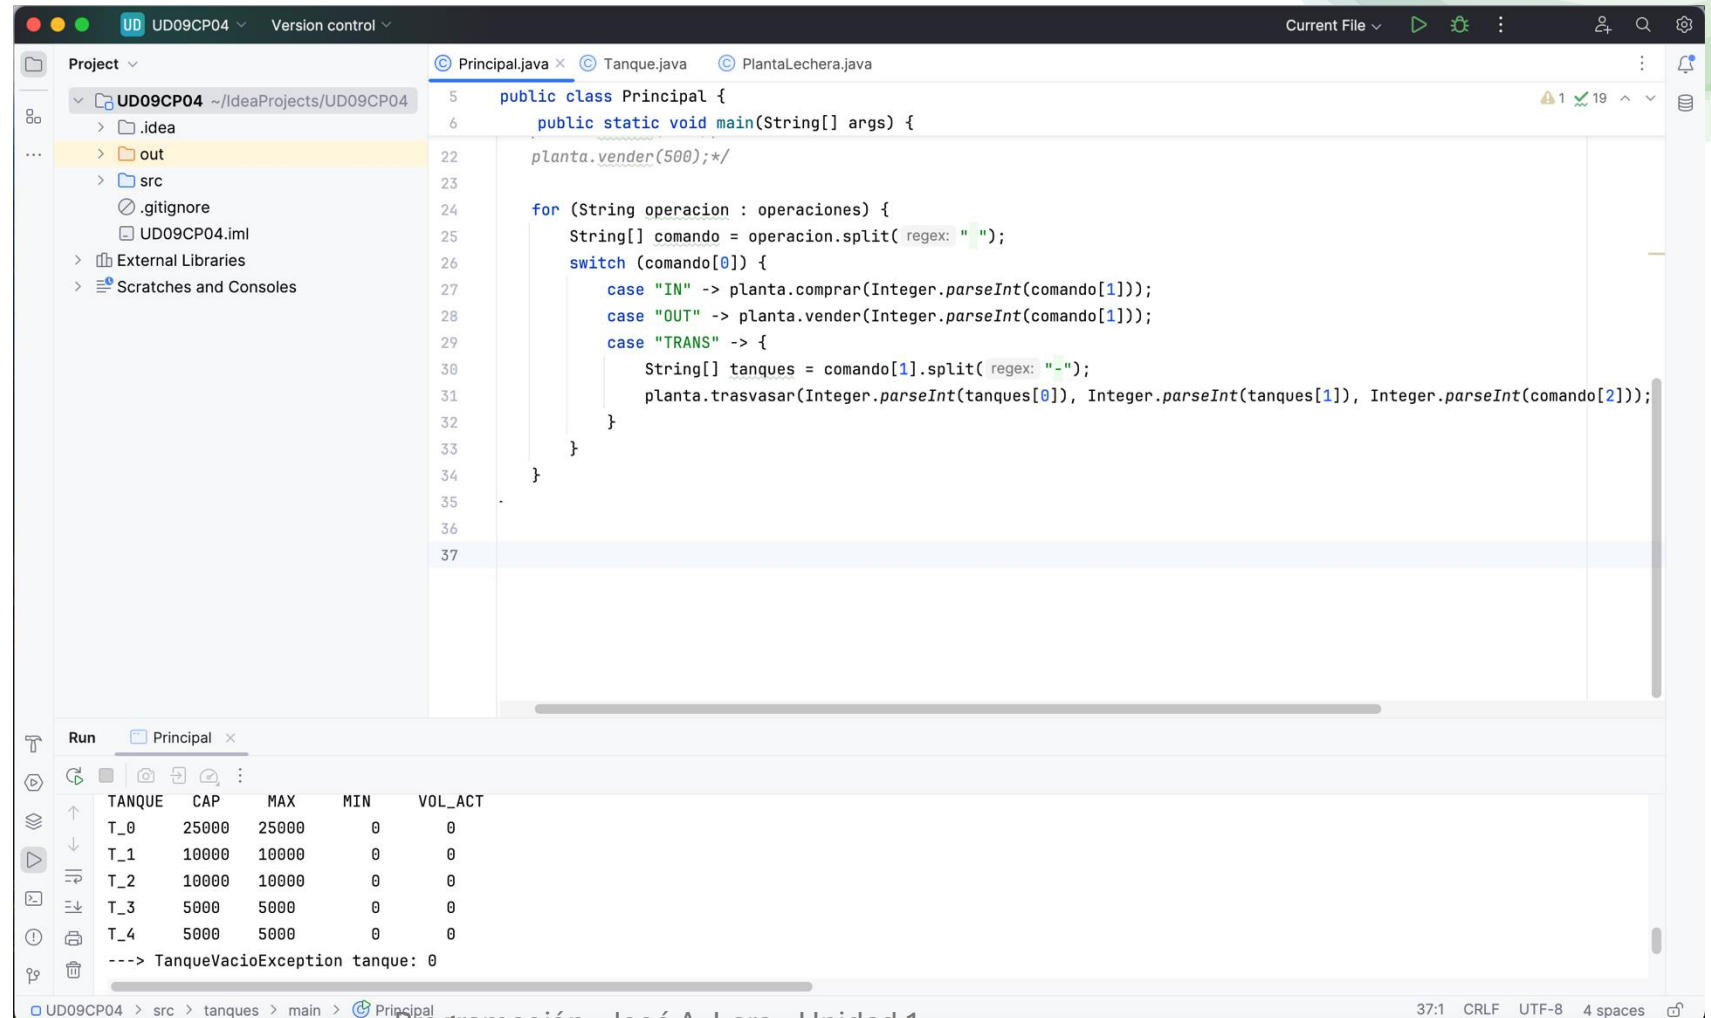 UD UD09CP04 Version control Current File
Project
Principal.java Tanque.java PlantaLechera.java
UD09CP04 ~/IdeaProjects/UD09CP04
.idea
out
src
.gitignore
UD09CP04.iml
External Libraries
Scratches and Consoles
1 19
5 public class Principal {
6 public static void main(String[] args) {
22 planta.vender(500);*/
23
24 for (String operacion : operaciones) {
25 String[] comando = operacion.split( regex: " ");
26 switch (comando[0]) {
27 case "IN" -> planta.comprar(Integer.parseInt(comando[1]));
28 case "OUT" -> planta.vender(Integer.parseInt(comando[1]));
29 case "TRANS" -> {
30 String[] tanques = comando[1].split( regex: "-");
31 planta.trasvasar(Integer.parseInt(tanques[0]), Integer.parseInt(tanques[1]), Integer.parseInt(comando[2]));
32 }
33 }
34 }
35
36
37
Run Principal
TANQUE CAP MAX MIN VOL_ACT
T_0 25000 25000 0 0
T_1 10000 10000 0 0
T_2 10000 10000 0 0
T_3 5000 5000 0 0
T_4 5000 5000 0 0
---> TanqueVacioException tanque: 0
UD09CP04 > src > tanques > main > Principal
37:1 CRLF UTF-8 4 spaces